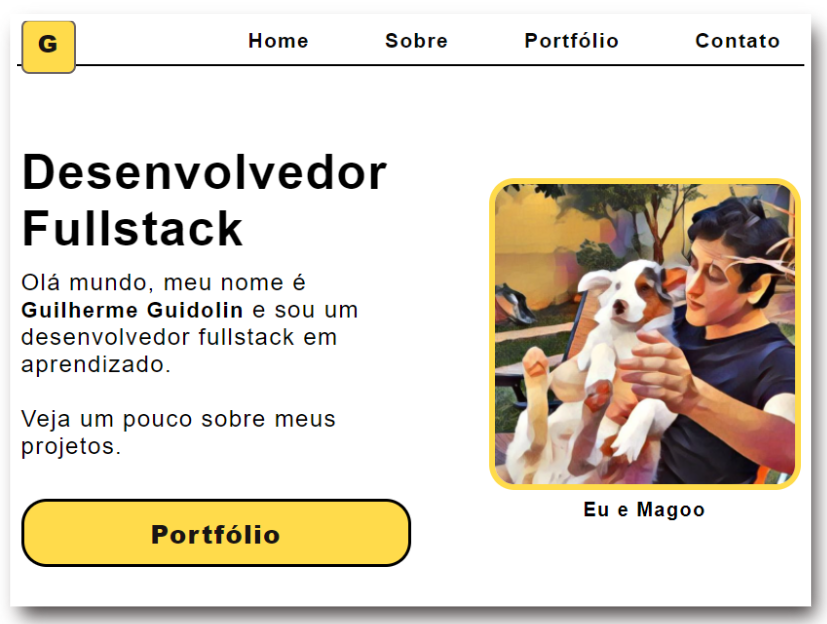 G
Home Sobre Portfólio Contato
Desenvolvedor
Fullstack
Olá mundo, meu nome é
Guilherme Guidolin e sou um
desenvolvedor fullstack em
aprendizado.
Veja um pouco sobre meus
projetos.
Portfólio
Eu e Magoo